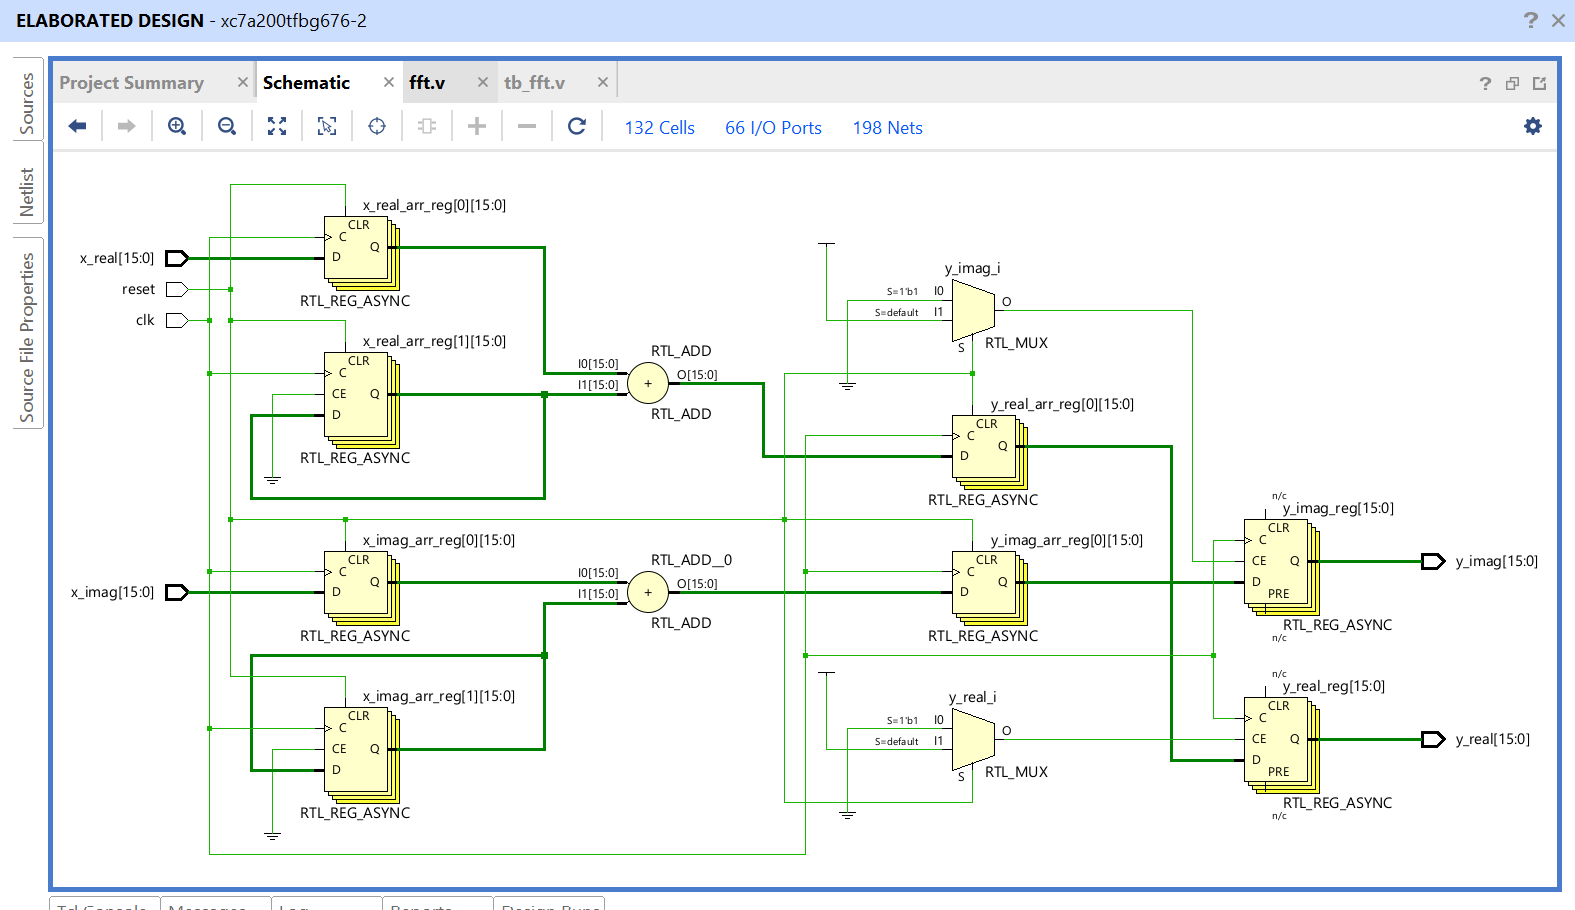 ELABORATED DESIGN - xc7a200tfbg676-2
?
Sources
Netlist
Source File Properties
Project Summary
Schematic
fft.v
tb_fft.v
?
132 Cells
66 I/O Ports
198 Nets
x_real_arr_reg[0][15:0]
CLR
C
D
Q
RTL_REG_ASYNC
x_real[15:0]
reset
clk
x_real_arr_reg[1][15:0]
CLR
C
CE
D
Q
RTL_REG_ASYNC
RTL_ADD
I0[15:0]
I1[15:0]
+
O[15:0]
RTL_ADD
y_imag_i
S=1'b1 I0
S=default I1
O
S
RTL_MUX
y_real_arr_reg[0][15:0]
CLR
C
D
Q
RTL_REG_ASYNC
x_imag_arr_reg[0][15:0]
CLR
C
D
Q
RTL_REG_ASYNC
x_imag[15:0]
RTL_ADD__0
I0[15:0]
I1[15:0]
+
O[15:0]
RTL_ADD
y_imag_arr_reg[0][15:0]
CLR
C
D
Q
RTL_REG_ASYNC
n/c
y_imag_reg[15:0]
CLR
C
CE
D
Q
PRE
RTL_REG_ASYNC
n/c
y_imag[15:0]
x_imag_arr_reg[1][15:0]
CLR
C
CE
D
Q
RTL_REG_ASYNC
y_real_i
S=1'b1 I0
S=default I1
O
S
RTL_MUX
n/c
y_real_reg[15:0]
CLR
C
CE
D
Q
PRE
RTL_REG_ASYNC
n/c
y_real[15:0]
Tcl Console
Messages
Log
Reports
Design Runs